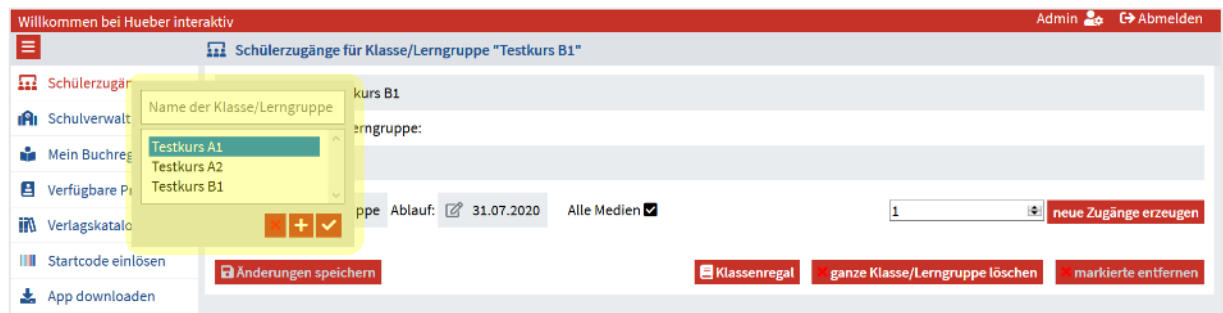 Willkommen bei Hueber interaktiv
Admin
Abmelden
Schülerzugänge für Klasse/Lerngruppe "Testkurs B1"
Schülerzugän
Schulverwalt
Mein Buchreg
Verfügbare Pr
Verlagskatalo
Startcode einlösen
App downloaden
Name der Klasse/Lerngruppe
Testkurs A1
Testkurs A2
Testkurs B1
kurs B1
erngruppe:
ppe Ablauf: 31.07.2020 Alle Medien
1
neue Zugänge erzeugen
Änderungen speichern
Klassenregal
ganze Klasse/Lerngruppe löschen
markierte entfernen